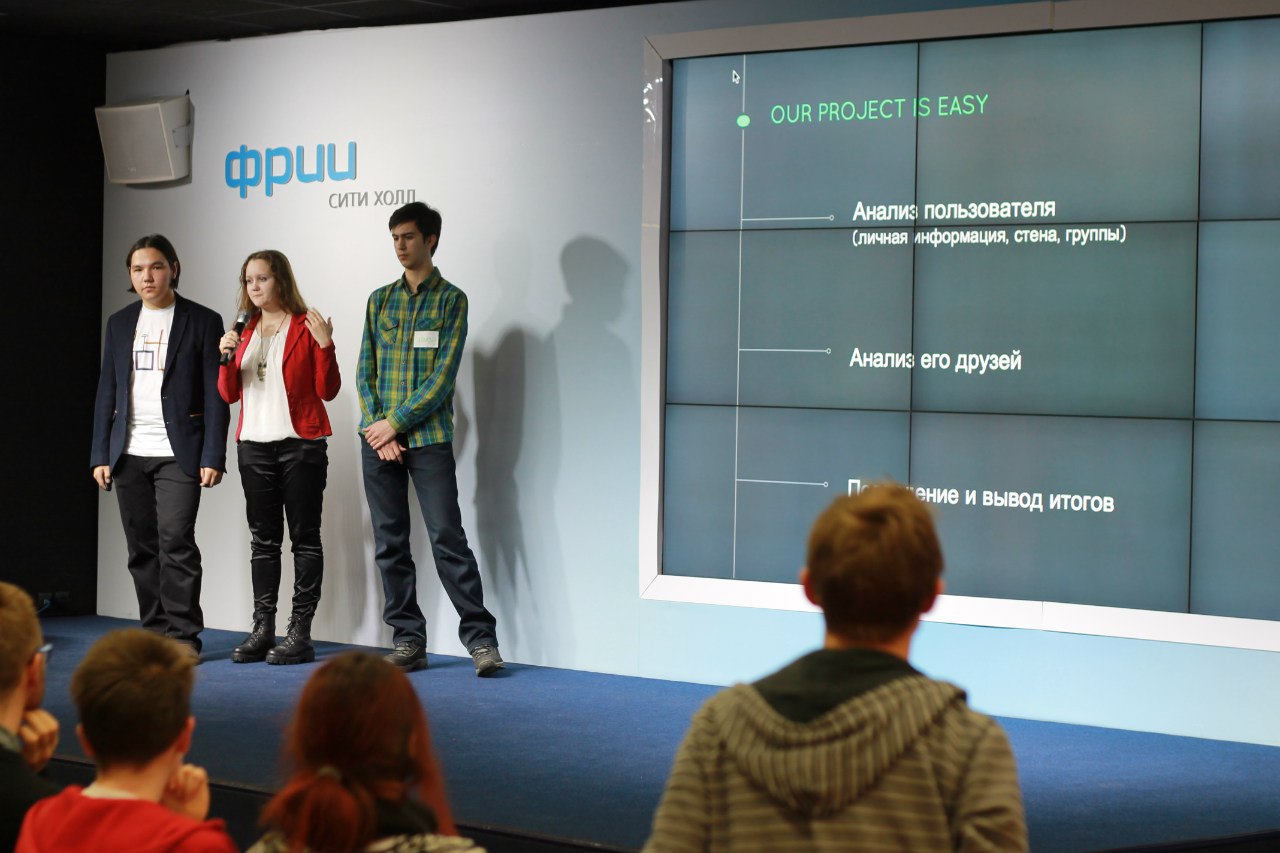 фрии
СИТИ ХОЛЛ
OUR PROJECT IS EASY
Анализ пользователя
(личная информация, стена, группы)
Анализ его друзей
и вывод итогов